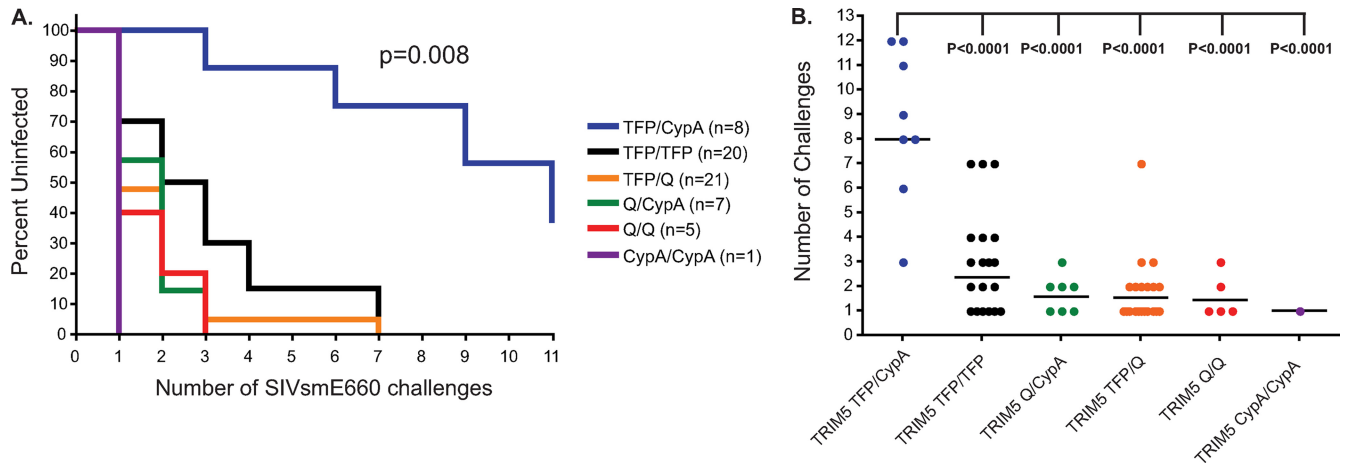 A.
100
90
80
70
60
50
40
30
20
10
0
Percent Uninfected
p=0.008
0 1 2 3 4 5 6 7 8 9 10 11
Number of SIVsmE660 challenges
TFP/CypA (n=8)
TFP/TFP (n=20)
TFP/Q (n=21)
Q/CypA (n=7)
Q/Q (n=5)
CypA/CypA (n=1)
B.
13
12
11
10
9
8
7
6
5
4
3
2
1
0
Number of Challenges
P<0.0001 P<0.0001 P<0.0001 P<0.0001 P<0.0001
TRIM5 TFP/CypA
TRIM5 TFP/TFP
TRIM5 Q/CypA
TRIM5 TFP/Q
TRIM5 Q/Q
TRIM5 CypA/CypA